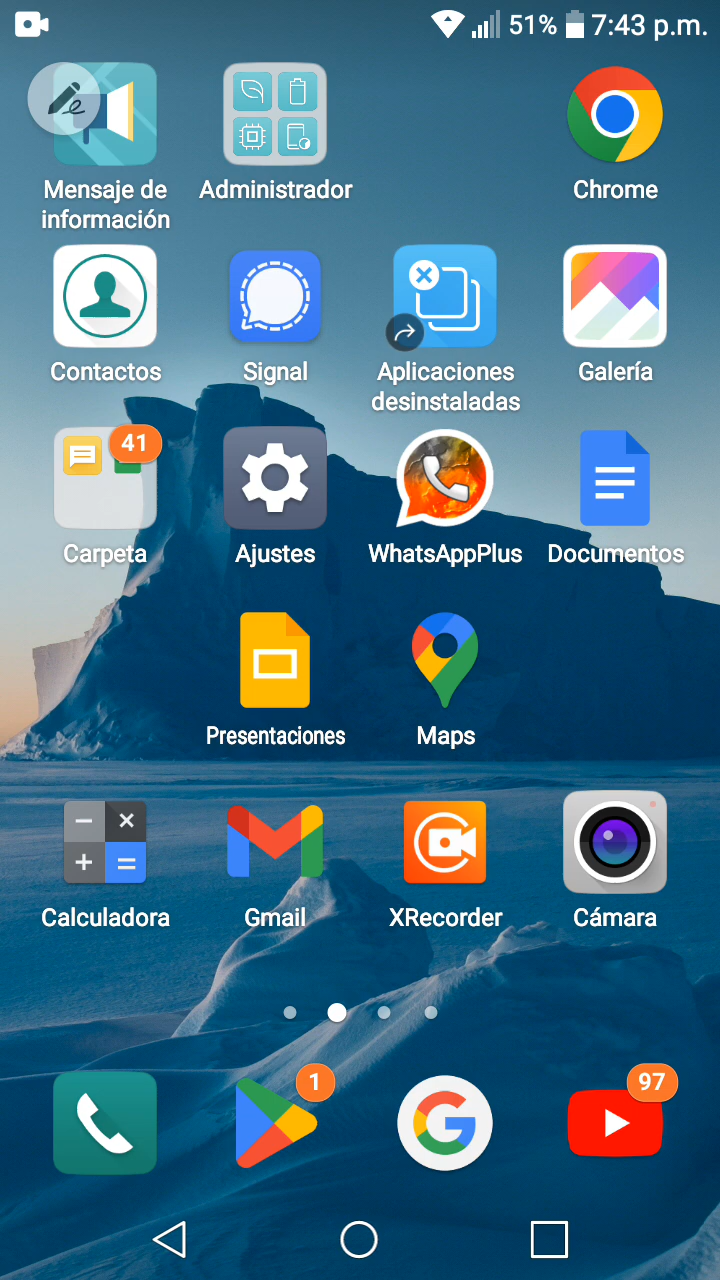 51% 7:43 p.m.
Mensaje de
información
Administrador
Chrome
Contactos
Signal
Aplicaciones
desinstaladas
Galería
41
Carpeta
Ajustes
WhatsAppPlus
Documentos
Presentaciones
Maps
Calculadora
Gmail
XRecorder
Cámara
1
97